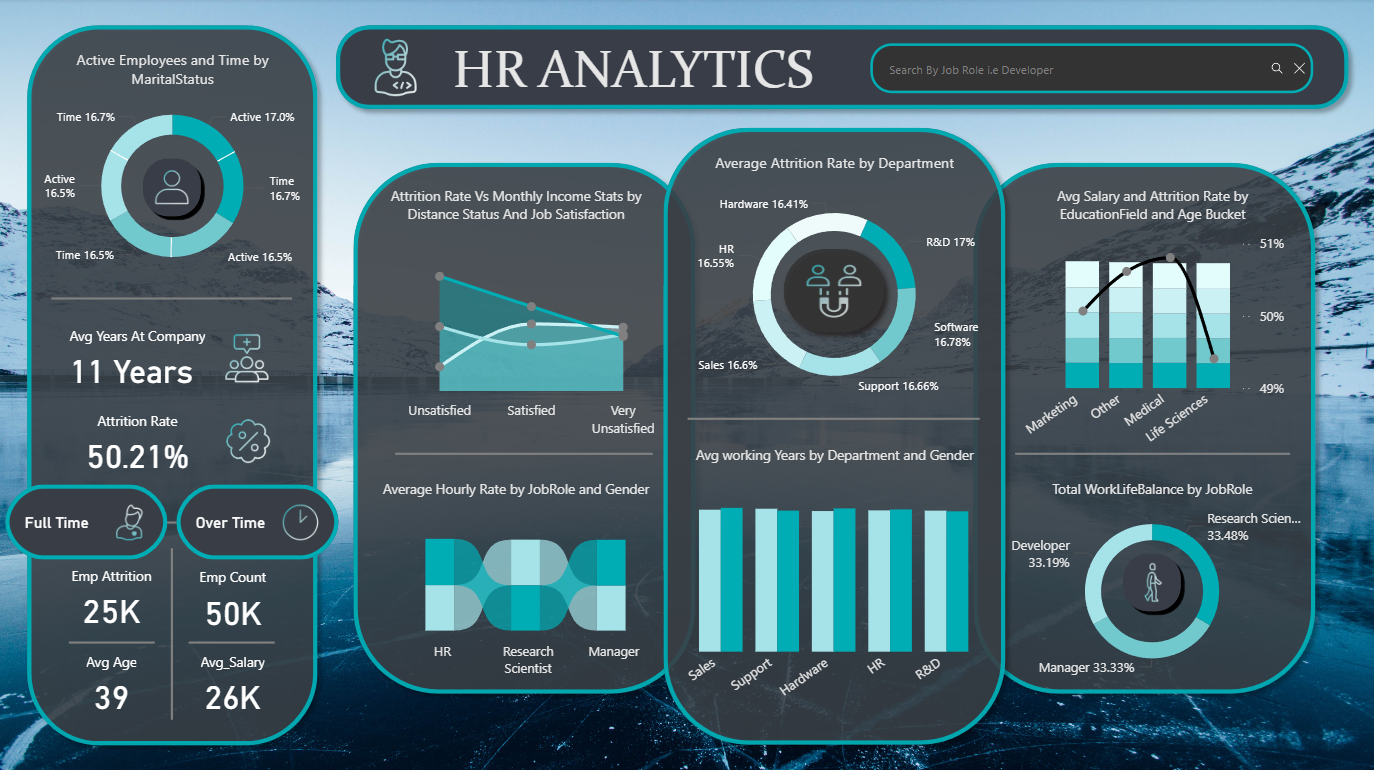 Active Employees and Time by
MaritalStatus
Time 16.7%
Active 17.0%
Active
16.5%
Time
16.7%
Time 16.5%
Active 16.5%
Avg Years At Company
11 Years
Attrition Rate
50.21%
Full Time
Over Time
Emp Attrition
25K
Emp Count
50K
Avg Age
39
Avg_Salary
26K
HR ANALYTICS
Search By Job Role i.e Developer
Attrition Rate Vs Monthly Income Stats by
Distance Status And Job Satisfaction
Unsatisfied
Satisfied
Very
Unsatisfied
Average Hourly Rate by JobRole and Gender
HR
Research
Scientist
Manager
Average Attrition Rate by Department
Hardware 16.41%
R&D 17%
HR
16.55%
Software
16.78%
Sales 16.6%
Support 16.66%
Avg working Years by Department and Gender
Sales
Support
Hardware
HR
R&D
Avg Salary and Attrition Rate by
EducationField and Age Bucket
51%
50%
49%
Marketing
Other
Medical
Life Sciences
Total WorkLifeBalance by JobRole
Research Scien...
33.48%
Developer
33.19%
Manager 33.33%